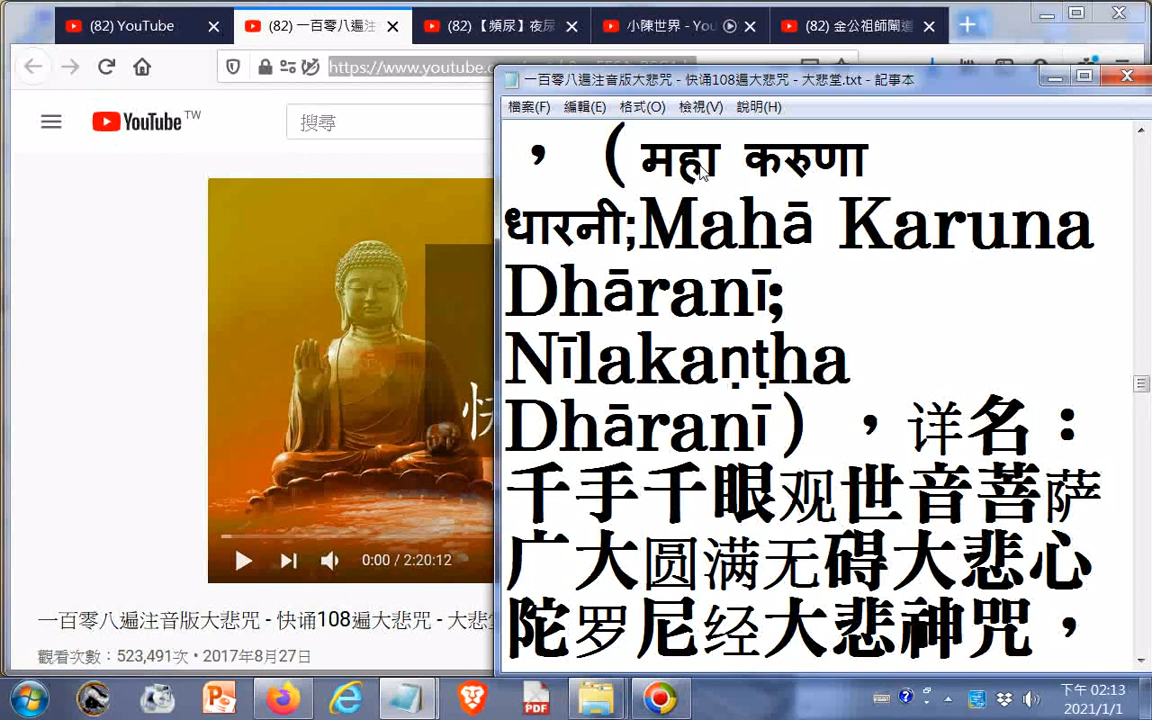 (82) YouTube
(82) 一百零八遍注
(82) 【頻尿】夜尿
小陳世界 - You
(82) 金公祖師闖道
https://www.youtube.
YouTube TW
搜尋
一百零八遍注音版大悲咒 - 快诵108遍大悲咒 - 大悲堂.txt - 記事本
檔案(F) 編輯(E) 格式(O) 檢視(V) 說明(H)
，（महा करुणा
धारनी;Mahā Karuna
Dhāranī;
Nīlakaṇṭha
Dhāranī），详名：
千手千眼观世音菩萨
广大圆满无碍大悲心
陀罗尼经大悲神咒，
快
0:00 / 2:20:12
一百零八遍注音版大悲咒 - 快诵108遍大悲咒 - 大悲堂
觀看次數：523,491次 • 2017年8月27日
PDF
下午 02:13
2021/1/1